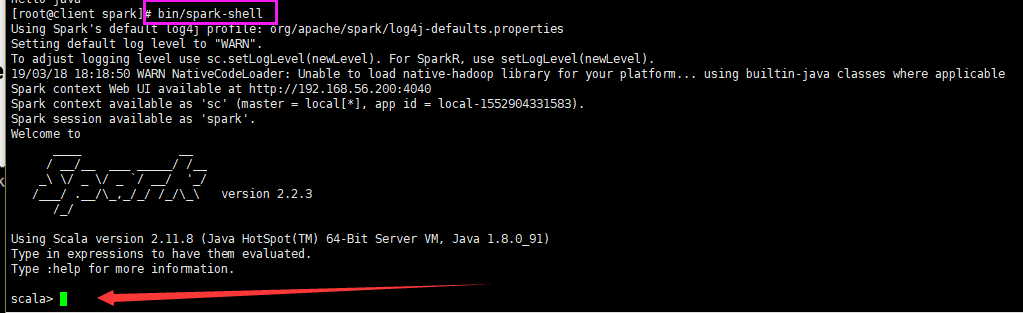 hello java
[root@client spark]# bin/spark-shell
Using Spark's default log4j profile: org/apache/spark/log4j-defaults.properties
Setting default log level to "WARN".
To adjust logging level use sc.setLogLevel(newLevel). For SparkR, use setLogLevel(newLevel).
19/03/18 18:18:50 WARN NativeCodeLoader: Unable to load native-hadoop library for your platform... using builtin-java classes where applicable
Spark context Web UI available at http://192.168.56.200:4040
Spark context available as 'sc' (master = local[*], app id = local-1552904331583).
Spark session available as 'spark'.
Welcome to
      ____              __
     / __/__  ___ _____/ /__
    _\ \/ _ \/ _ `/ __/  '_/
   /___/ .__/\_,_/_/ /_/\_\   version 2.2.3
      /_/
Using Scala version 2.11.8 (Java HotSpot(TM) 64-Bit Server VM, Java 1.8.0_91)
Type in expressions to have them evaluated.
Type :help for more information.
scala>